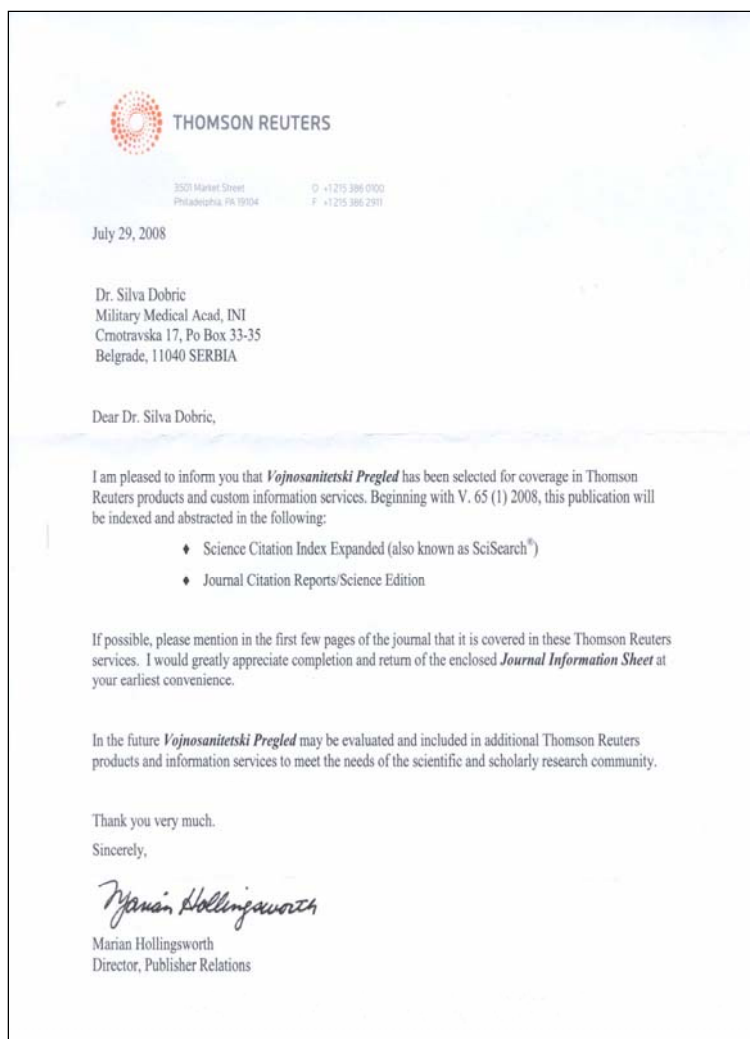 THOMSON REUTERS
3501 Market Street
Philadelphia, PA 19104
O +1 215 386 0100
F +1 215 386 2911
July 29, 2008
Dr. Silva Dobric
Military Medical Acad, INI
Crnotravska 17, Po Box 33-35
Belgrade, 11040 SERBIA
Dear Dr. Silva Dobric,
I am pleased to inform you that Vojnosanitetski Pregled has been selected for coverage in Thomson
Reuters products and custom information services. Beginning with V. 65 (1) 2008, this publication will
be indexed and abstracted in the following:
♦ Science Citation Index Expanded (also known as SciSearch®)
♦ Journal Citation Reports/Science Edition
If possible, please mention in the first few pages of the journal that it is covered in these Thomson Reuters
services. I would greatly appreciate completion and return of the enclosed Journal Information Sheet at
your earliest convenience.
In the future Vojnosanitetski Pregled may be evaluated and included in additional Thomson Reuters
products and information services to meet the needs of the scientific and scholarly research community.
Thank you very much.
Sincerely,
Marian Hollingsworth
Marian Hollingsworth
Director, Publisher Relations